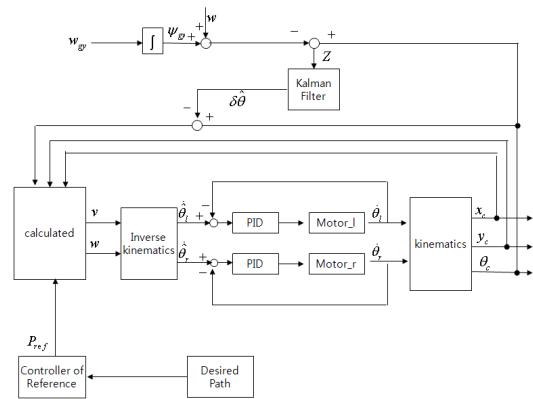 w
w_gy
∫
ψ_gy
+
+
−
+
Z
Kalman
Filter
δθ̂
−
+
calculated
v
w
Inverse
kinematics
θ̂̇_l
+
−
PID
Motor_l
θ̇_l
θ̂̇_r
+
−
PID
Motor_r
θ̇_r
kinematics
x_c
y_c
θ_c
P_ref
Controller of
Reference
Desired
Path